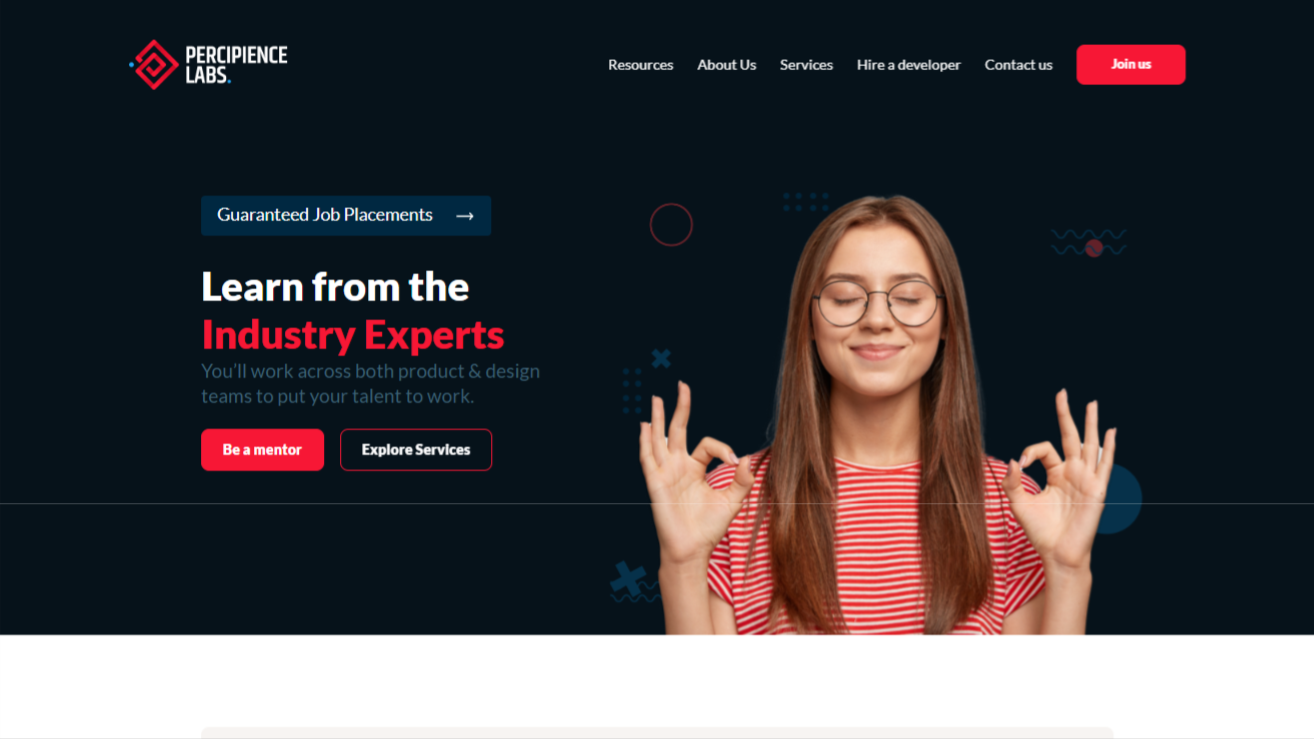 PERCIPIENCE
LABS.
Resources
About Us
Services
Hire a developer
Contact us
Join us
Guaranteed Job Placements →
Learn from the
Industry Experts
You'll work across both product & design
teams to put your talent to work.
Be a mentor
Explore Services